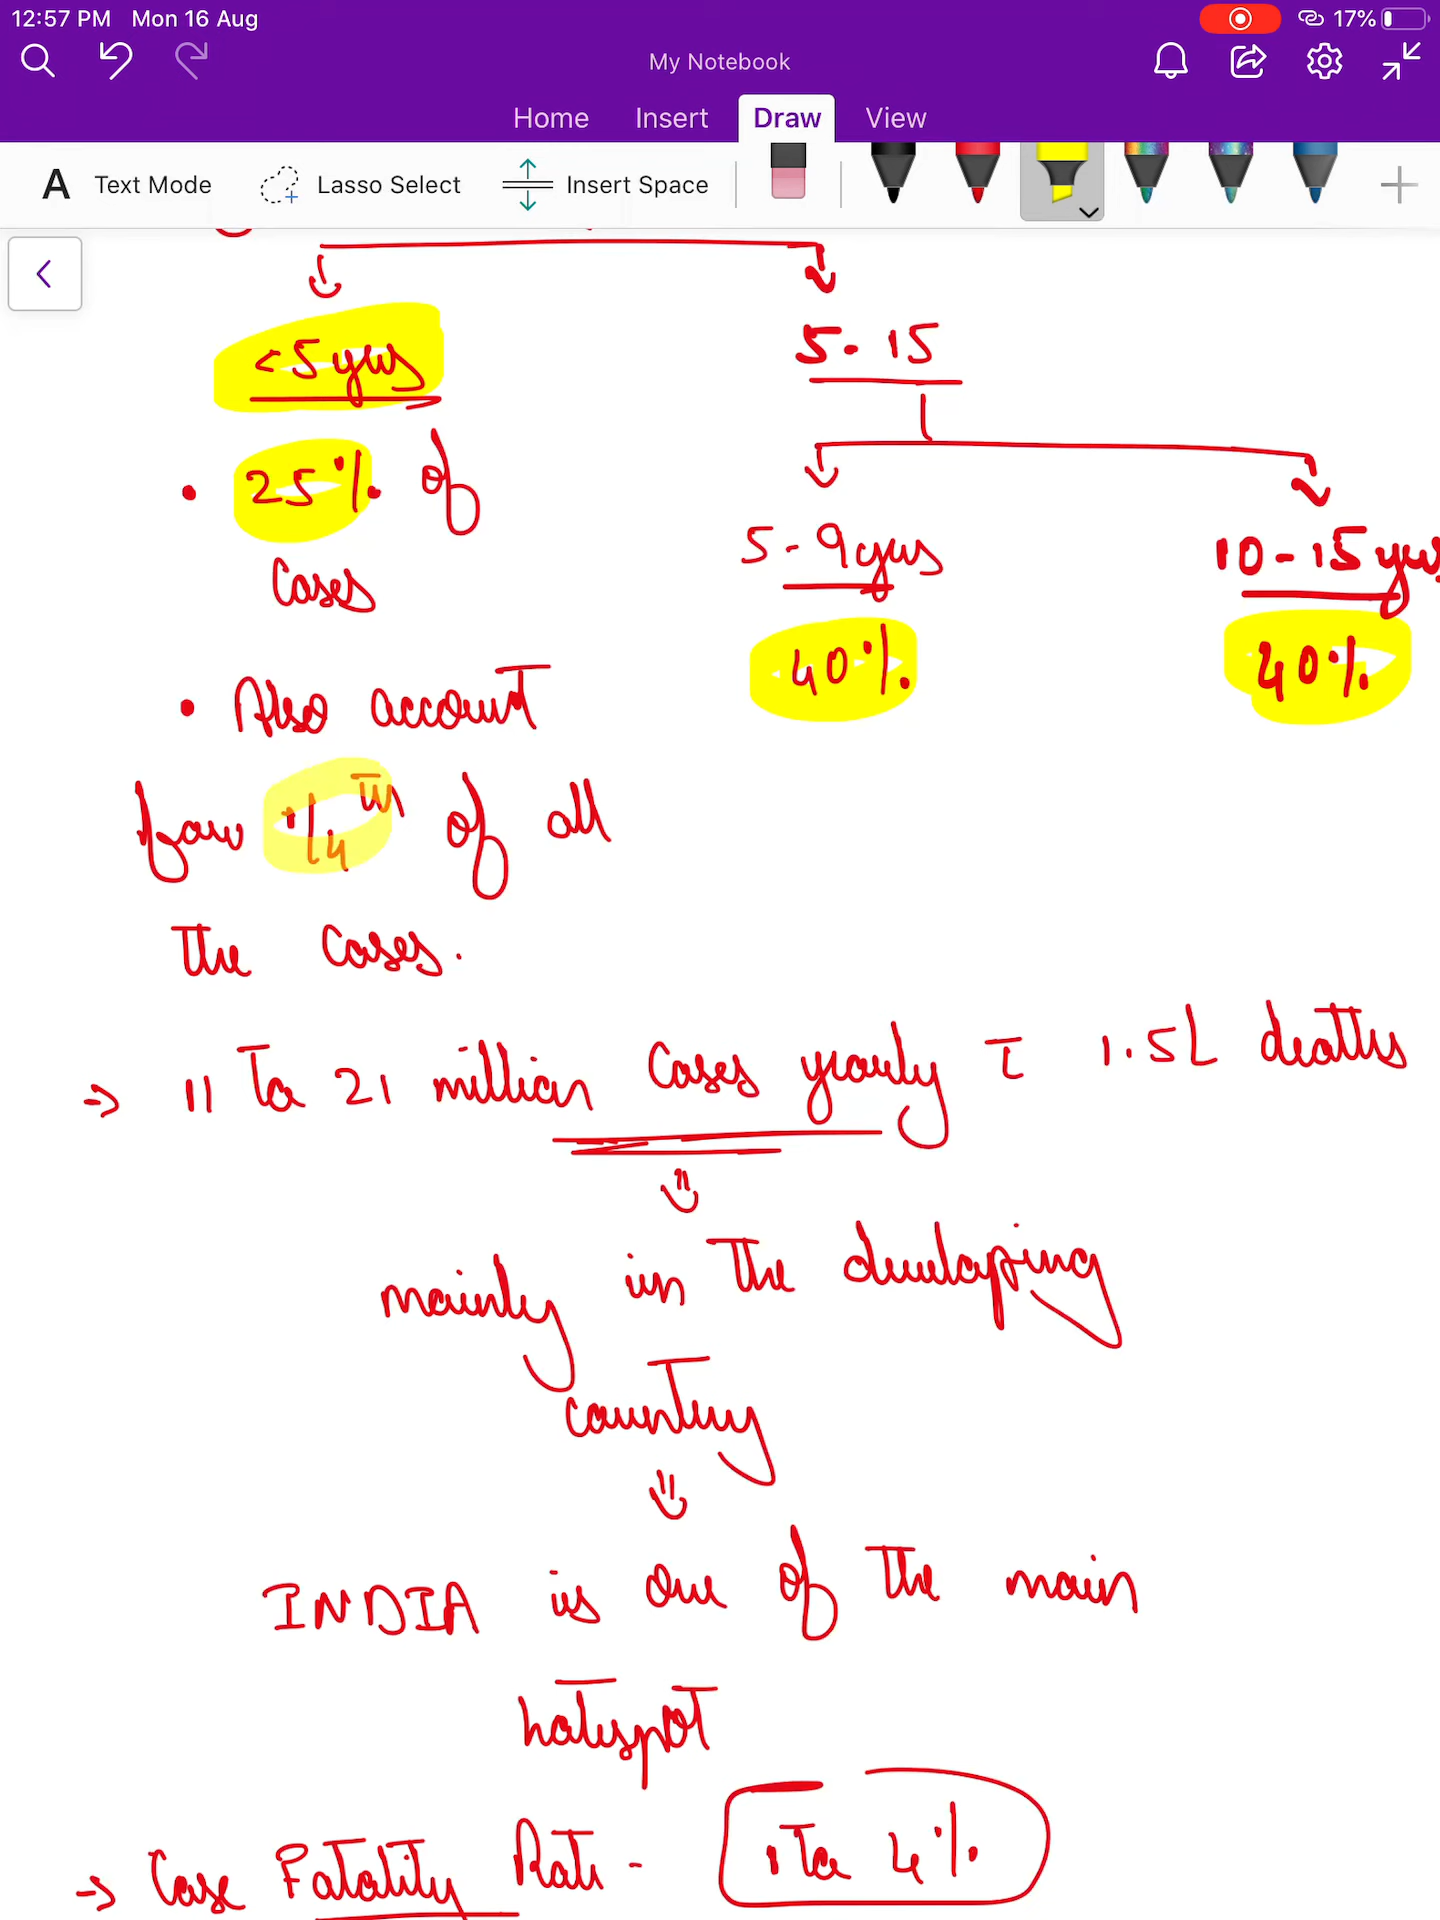 12:57 PM Mon 16 Aug
17%
My Notebook
Home Insert Draw View
A Text Mode Lasso Select Insert Space
<5 yrs
5-15
• 25% of
Cases
5-9 yrs
10-15 yrs
40%
40%
• Also account
for 1/4th of all
the cases.
→ 11 to 21 million Cases yearly c̄ 1.5L deaths
mainly in the developing
country
INDIA is one of the main
hotspot
→ Case Fatality Rate - 1 to 4%